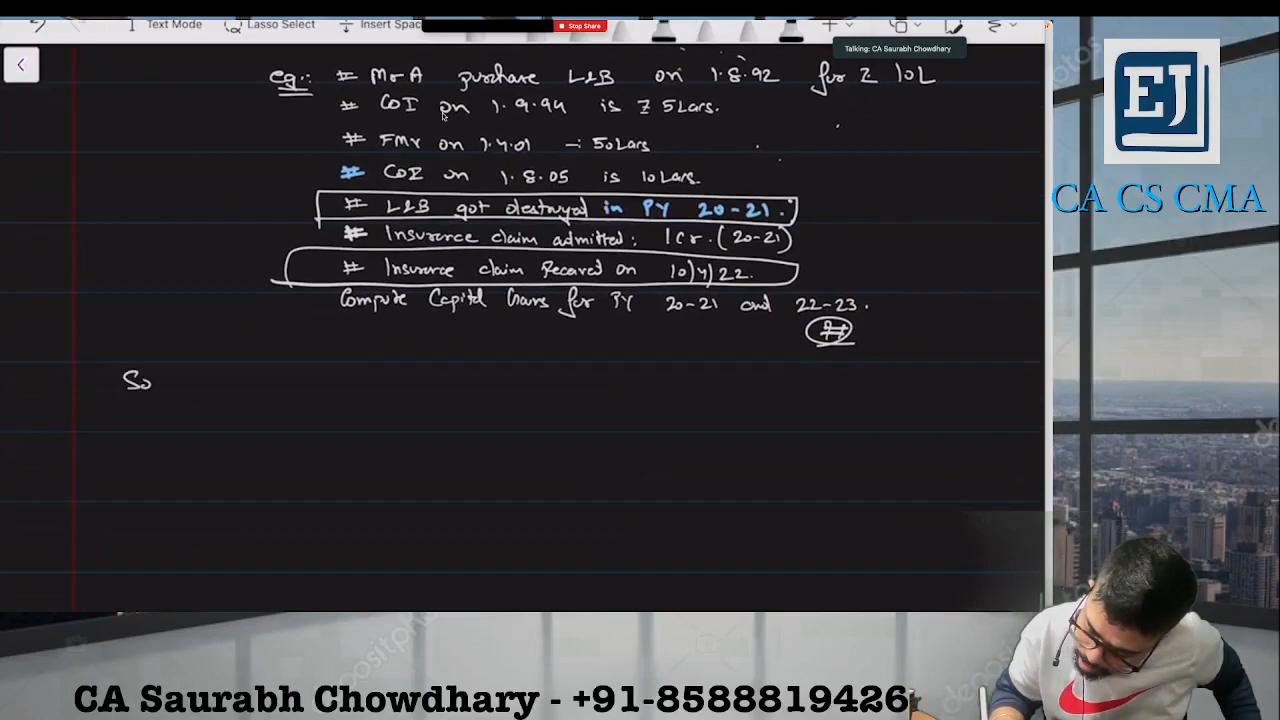 Text Mode Lasso Select Insert Spac Stop Share
Talking: CA Saurabh Chowdhary
eg.: # Mr A purchase L&B on 1.8.92 for ₹ 10L
# COI on 1.9.94 is ₹ 5 Lacs.
# FMV on 1.4.01 — 50 Lacs
# COI on 1.8.05 is 10 Lacs.
# L&B got destroyed in PY 20-21.
# Insurance claim admitted: 1 Cr. (20-21)
# Insurance claim Received on 10/4/22.
Compute Capital Gains for PY 20-21 and 22-23.
#
So
EJ
CA CS CMA
CA Saurabh Chowdhary - +91-8588819426